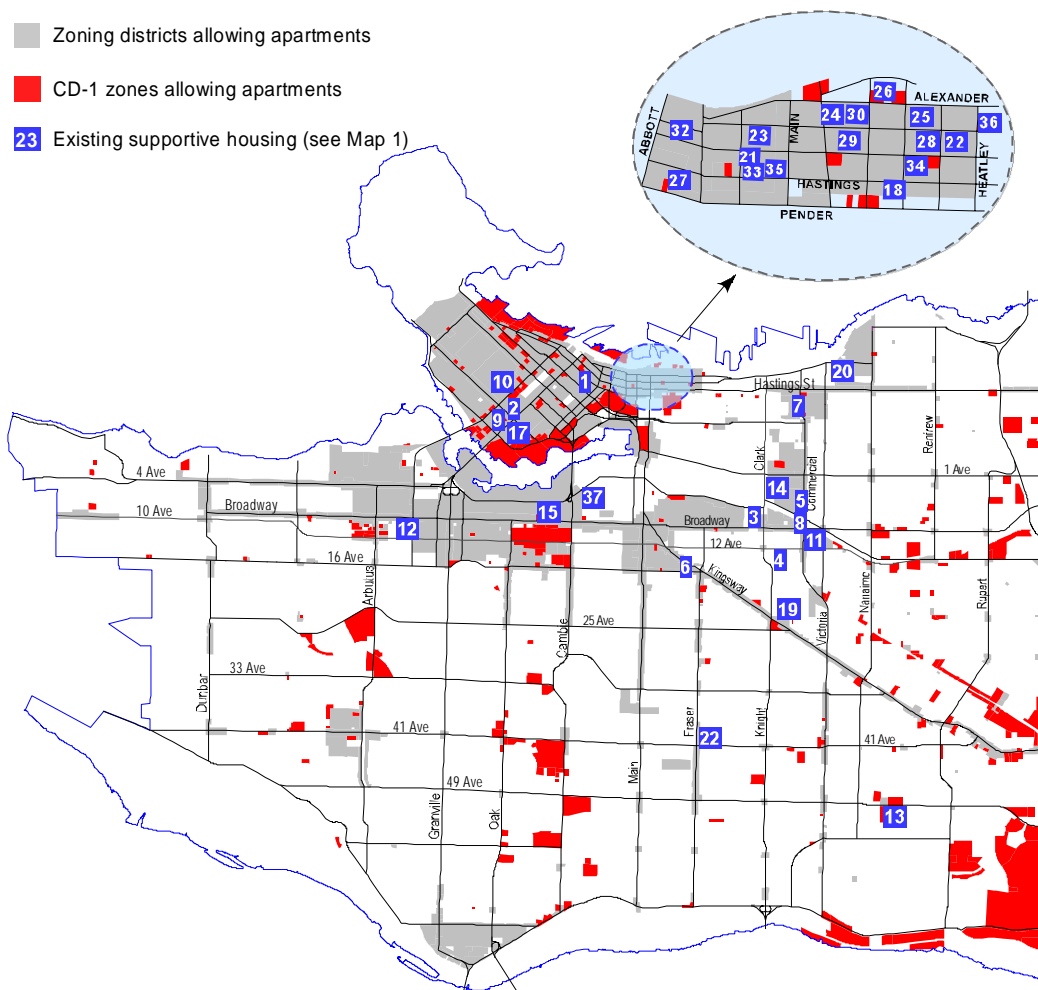 Zoning districts allowing apartments
CD-1 zones allowing apartments
23 Existing supportive housing (see Map 1)
26
ALEXANDER
24 30 25 36
MAIN
ABBOTT
32 23 29 28 22
21
33 35 34
HEATLEY
27 HASTINGS 18
PENDER
20
10 1
Hastings St
2 7
9
17
Renfrew
Clark
Commercial
4 Ave 1 Ave
14
37 5
10 Ave Broadway 15 3 Broadway 8
12 11
12 Ave
16 Ave 4
6 Kingsway
Arbutus Nanaimo Rupert
19
25 Ave Victoria
Cambie
33 Ave
Dunbar
Fraser Knight
41 Ave 22 41 Ave
Main
49 Ave
Granville Oak
13